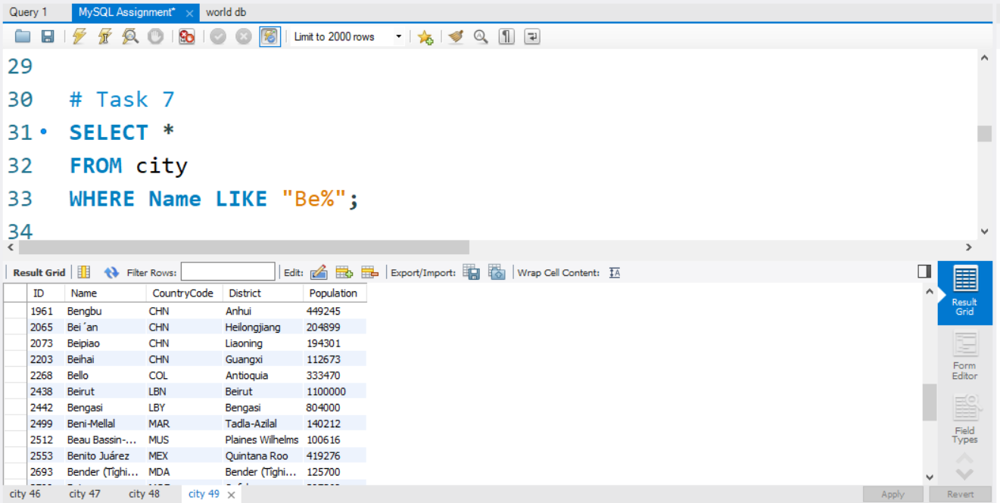 Query 1 MySQL Assignment* world db
Limit to 2000 rows
29
30 # Task 7
31 SELECT *
32 FROM city
33 WHERE Name LIKE "Be%";
34
Result Grid Filter Rows: Edit: Export/Import: Wrap Cell Content:
ID Name CountryCode District Population
1961 Bengbu CHN Anhui 449245
2065 Bei´an CHN Heilongjiang 204899
2073 Beipiao CHN Liaoning 194301
2203 Beihai CHN Guangxi 112673
2268 Bello COL Antioquia 333470
2438 Beirut LBN Beirut 1100000
2442 Bengasi LBY Bengasi 804000
2499 Beni-Mellal MAR Tadla-Azilal 140212
2512 Beau Bassin-... MUS Plaines Wilhelms 100616
2553 Benito Juárez MEX Quintana Roo 419276
2693 Bender (Tîghi... MDA Bender (Tîghi... 125700
Result
Grid
Form
Editor
Field
Types
city 46 city 47 city 48 city 49 Apply Revert